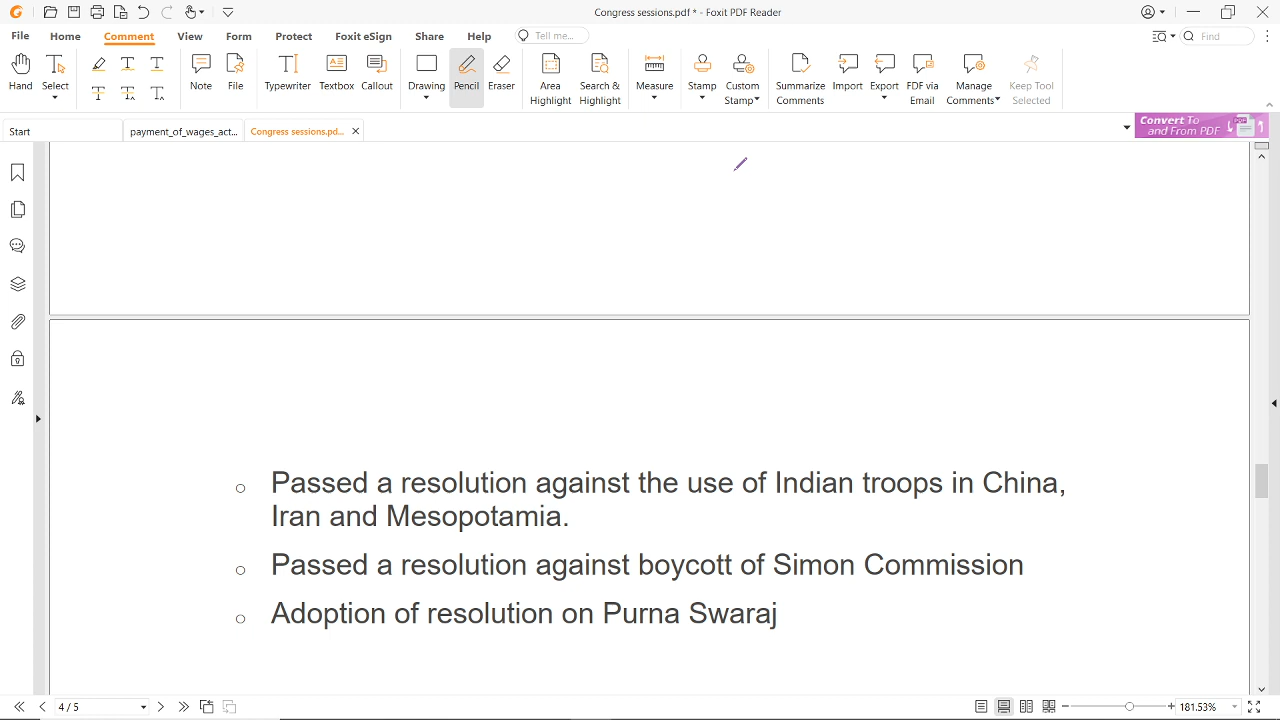 Congress sessions.pdf * - Foxit PDF Reader
File Home Comment View Form Protect Foxit eSign Share Help Tell me... Find
Hand Select Note File Typewriter Textbox Callout Drawing Pencil Eraser Area Highlight Search & Highlight Measure Stamp Custom Stamp Summarize Comments Import Export PDF via Email Manage Comments Keep Tool Selected
Start payment_of_wages_act... Congress sessions.pd...
Convert To
and From PDF
PDF
Passed a resolution against the use of Indian troops in China,
Iran and Mesopotamia.
Passed a resolution against boycott of Simon Commission
Adoption of resolution on Purna Swaraj
4 / 5 181.53%